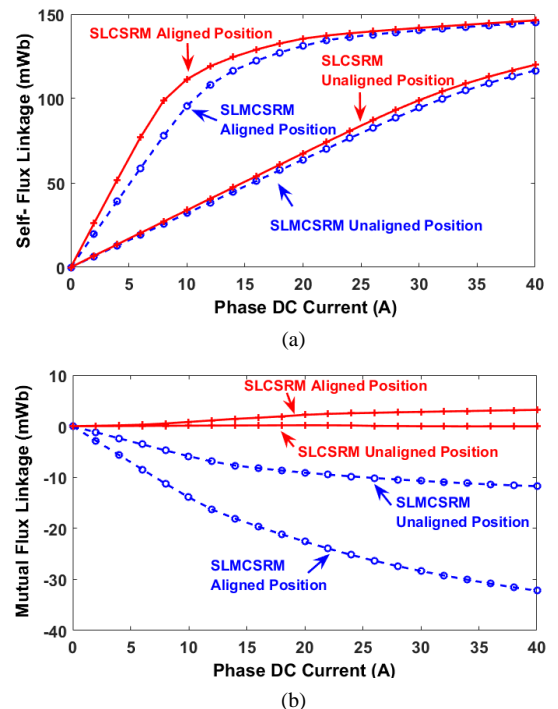 150
100
50
0
Self- Flux Linkage (mWb)
SLCSRM Aligned Position
SLCSRM
Unaligned Position
SLMCSRM
Aligned Position
SLMCSRM Unaligned Position
0 5 10 15 20 25 30 35 40
Phase DC Current (A)
(a)
10
0
-10
-20
-30
-40
Mutual Flux Linkage (mWb)
SLCSRM Aligned Position
SLCSRM Unaligned Position
SLMCSRM
Unaligned Position
SLMCSRM
Aligned Position
0 5 10 15 20 25 30 35 40
Phase DC Current (A)
(b)